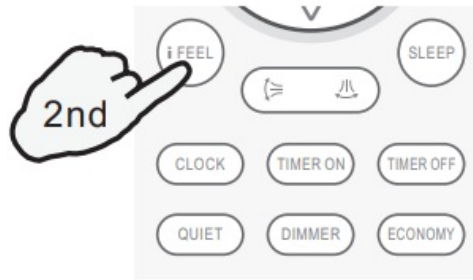 i FEEL
SLEEP
2nd
CLOCK TIMER ON TIMER OFF
QUIET DIMMER ECONOMY